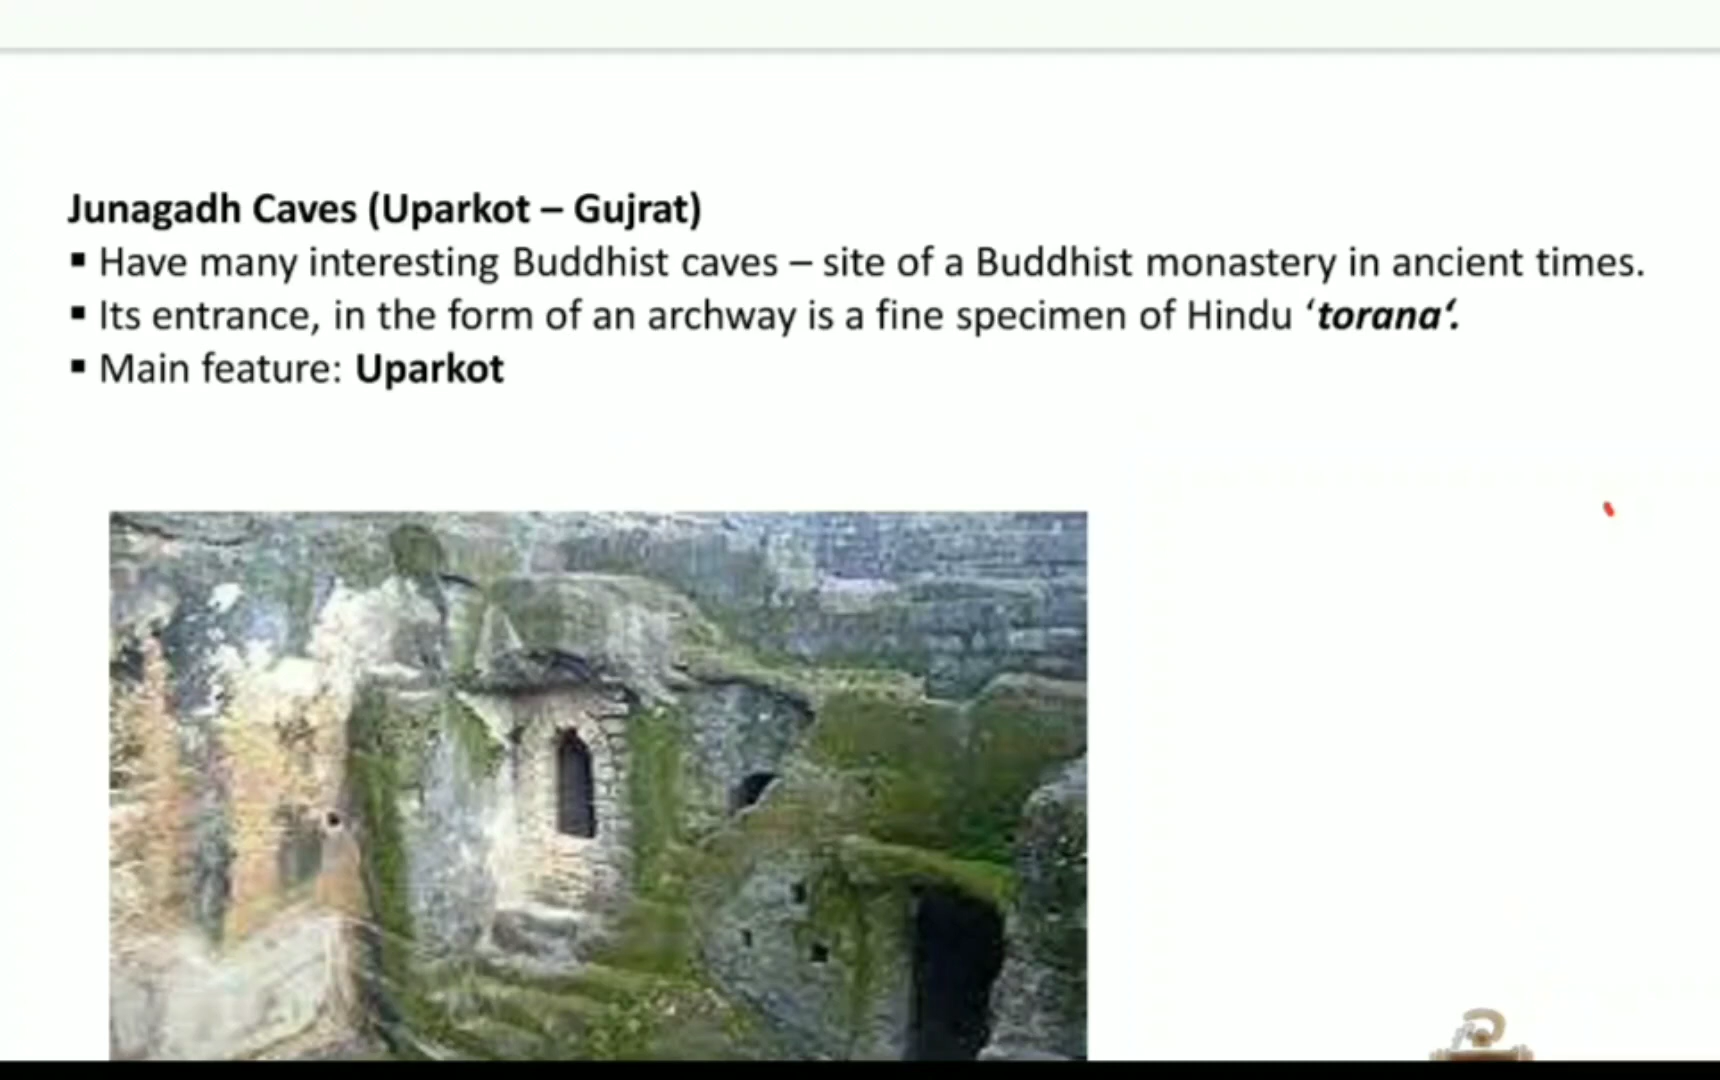 Junagadh Caves (Uparkot – Gujrat)
▪ Have many interesting Buddhist caves – site of a Buddhist monastery in ancient times.
▪ Its entrance, in the form of an archway is a fine specimen of Hindu ‘torana‘.
▪ Main feature: Uparkot